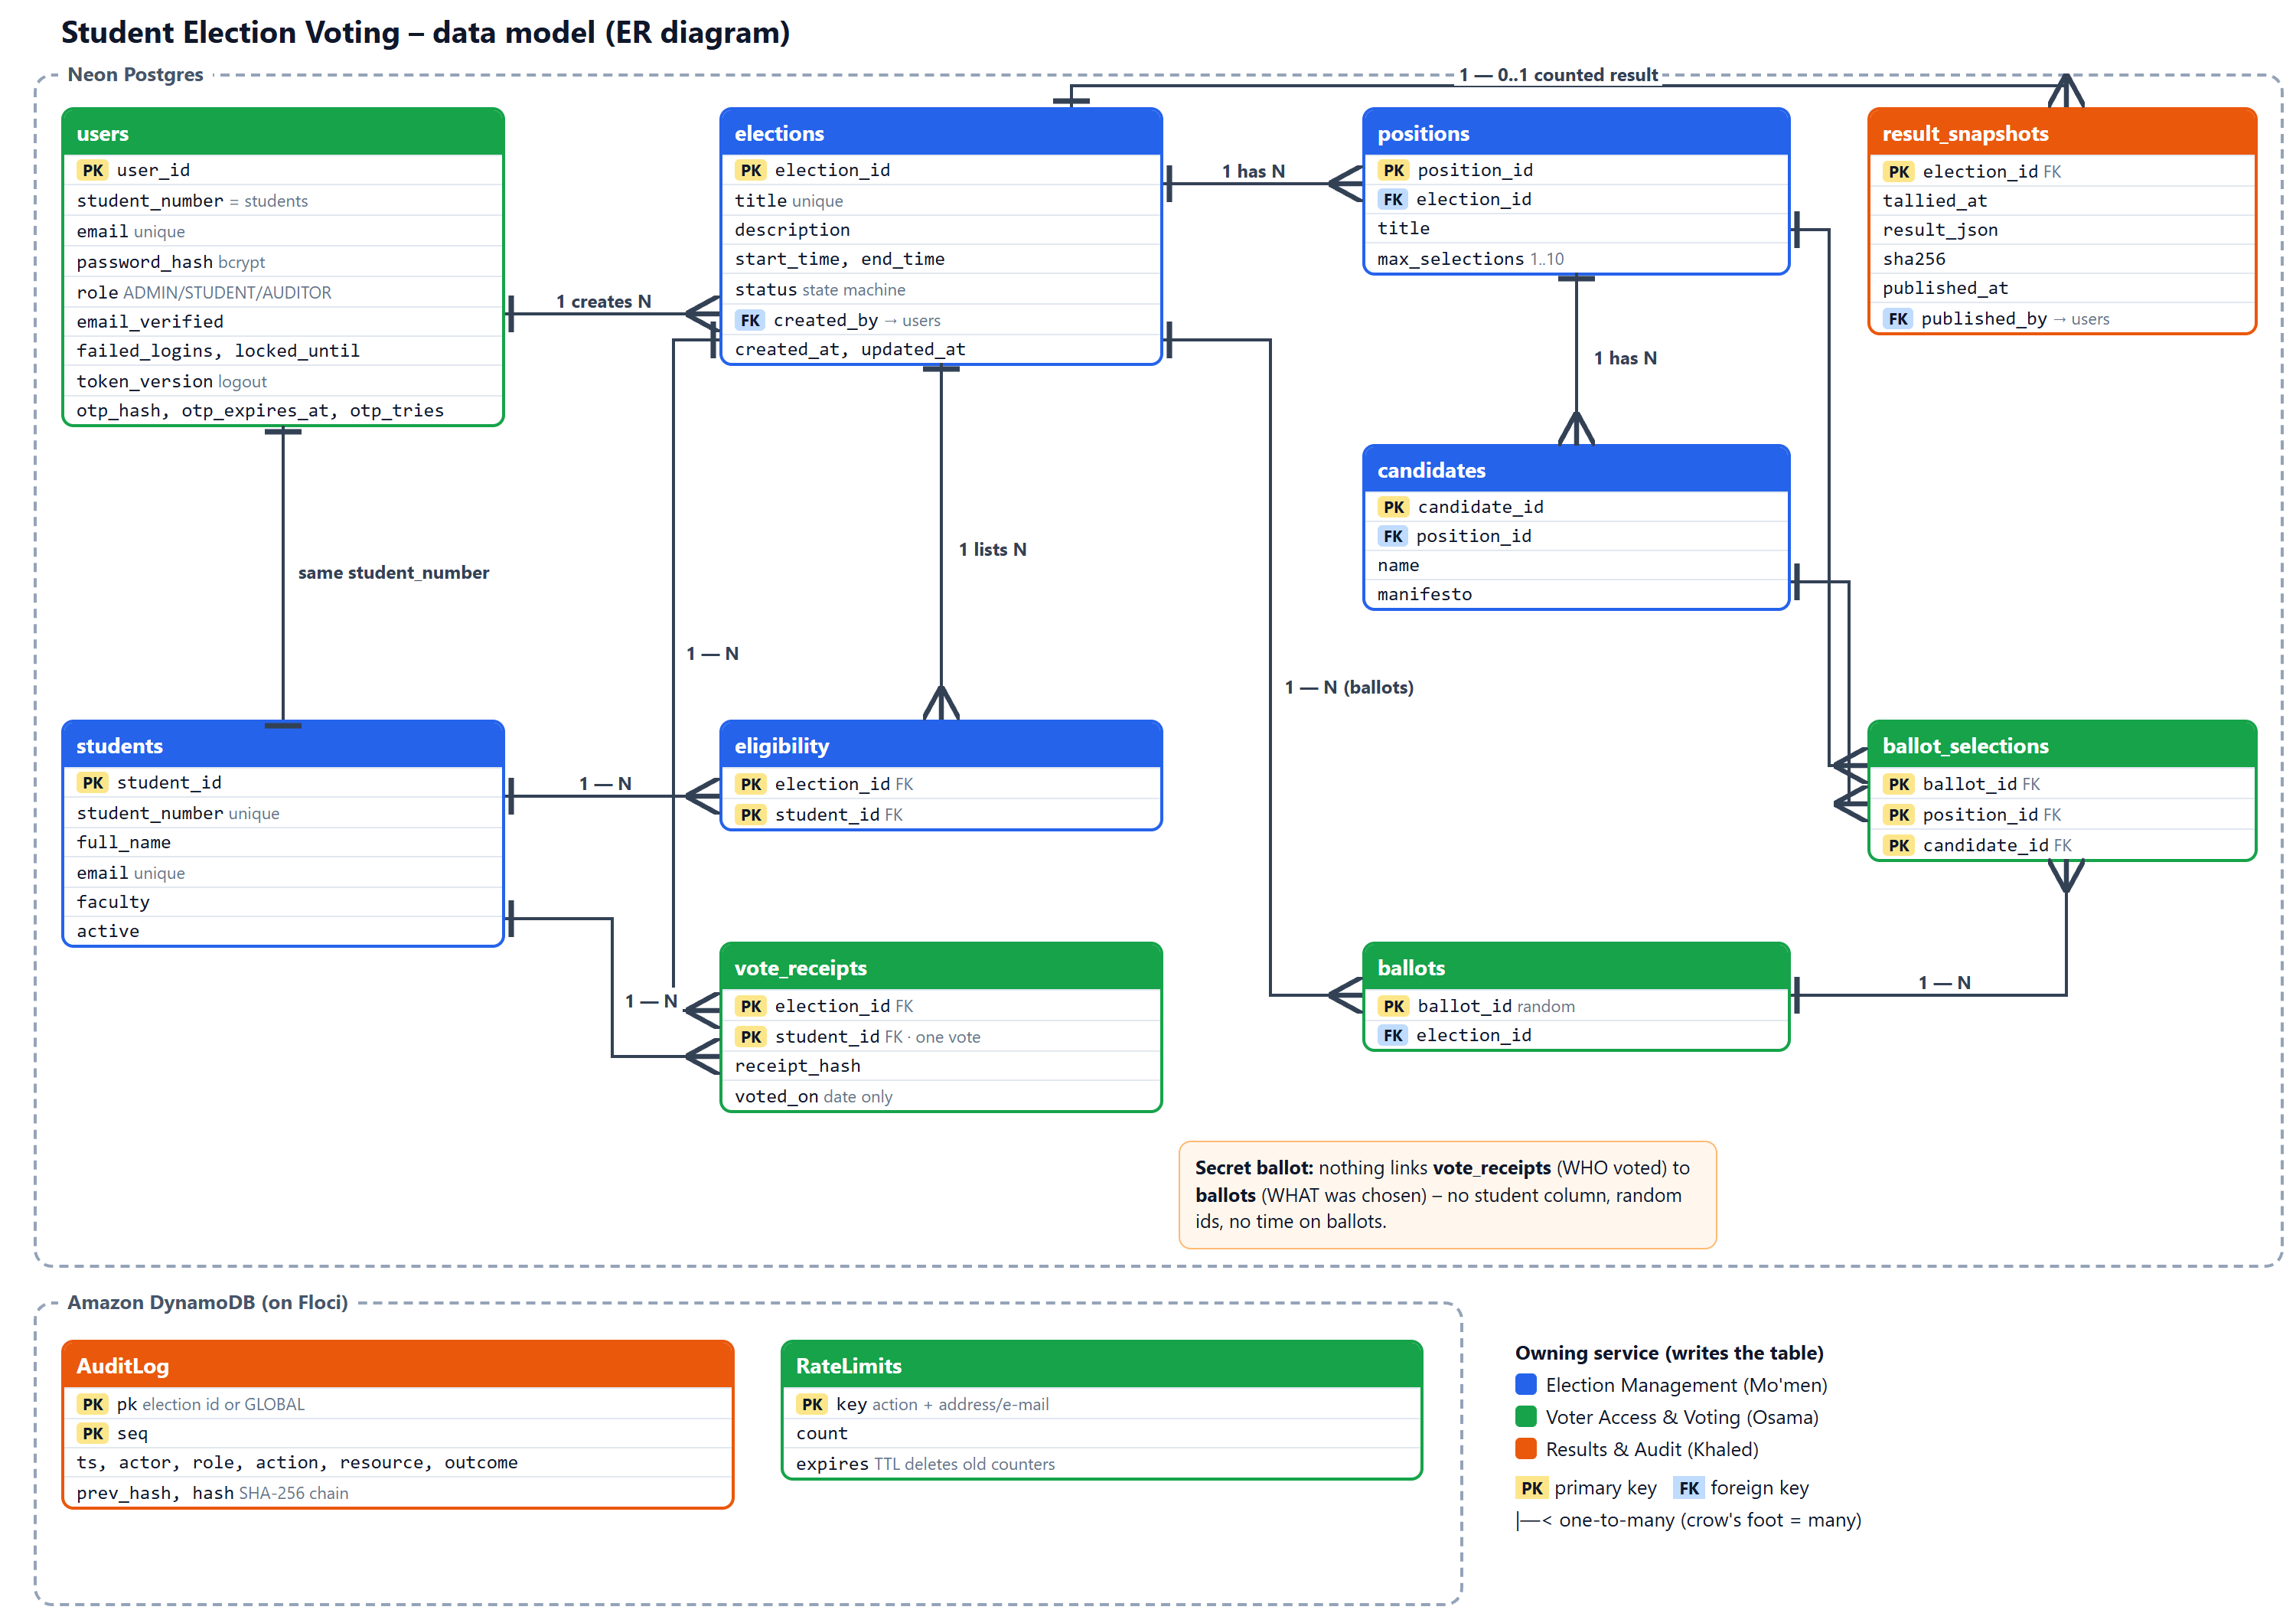 Student Election Voting – data model (ER diagram)
Neon Postgres
1 — 0..1 counted result
users
PK user_id
student_number = students
email unique
password_hash bcrypt
role ADMIN/STUDENT/AUDITOR
email_verified
failed_logins, locked_until
token_version logout
otp_hash, otp_expires_at, otp_tries
1 creates N
elections
PK election_id
title unique
description
start_time, end_time
status state machine
FK created_by → users
created_at, updated_at
1 has N
positions
PK position_id
FK election_id
title
max_selections 1..10
result_snapshots
PK election_id FK
tallied_at
result_json
sha256
published_at
FK published_by → users
1 has N
candidates
PK candidate_id
FK position_id
name
manifesto
same student_number
1 lists N
1 — N
1 — N (ballots)
students
PK student_id
student_number unique
full_name
email unique
faculty
active
1 — N
eligibility
PK election_id FK
PK student_id FK
ballot_selections
PK ballot_id FK
PK position_id FK
PK candidate_id FK
1 — N
vote_receipts
PK election_id FK
PK student_id FK · one vote
receipt_hash
voted_on date only
ballots
PK ballot_id random
FK election_id
1 — N
Secret ballot: nothing links vote_receipts (WHO voted) to
ballots (WHAT was chosen) – no student column, random
ids, no time on ballots.
Amazon DynamoDB (on Floci)
AuditLog
PK pk election id or GLOBAL
PK seq
ts, actor, role, action, resource, outcome
prev_hash, hash SHA-256 chain
RateLimits
PK key action + address/e-mail
count
expires TTL deletes old counters
Owning service (writes the table)
Election Management (Mo'men)
Voter Access & Voting (Osama)
Results & Audit (Khaled)
PK primary key FK foreign key
|—< one-to-many (crow's foot = many)